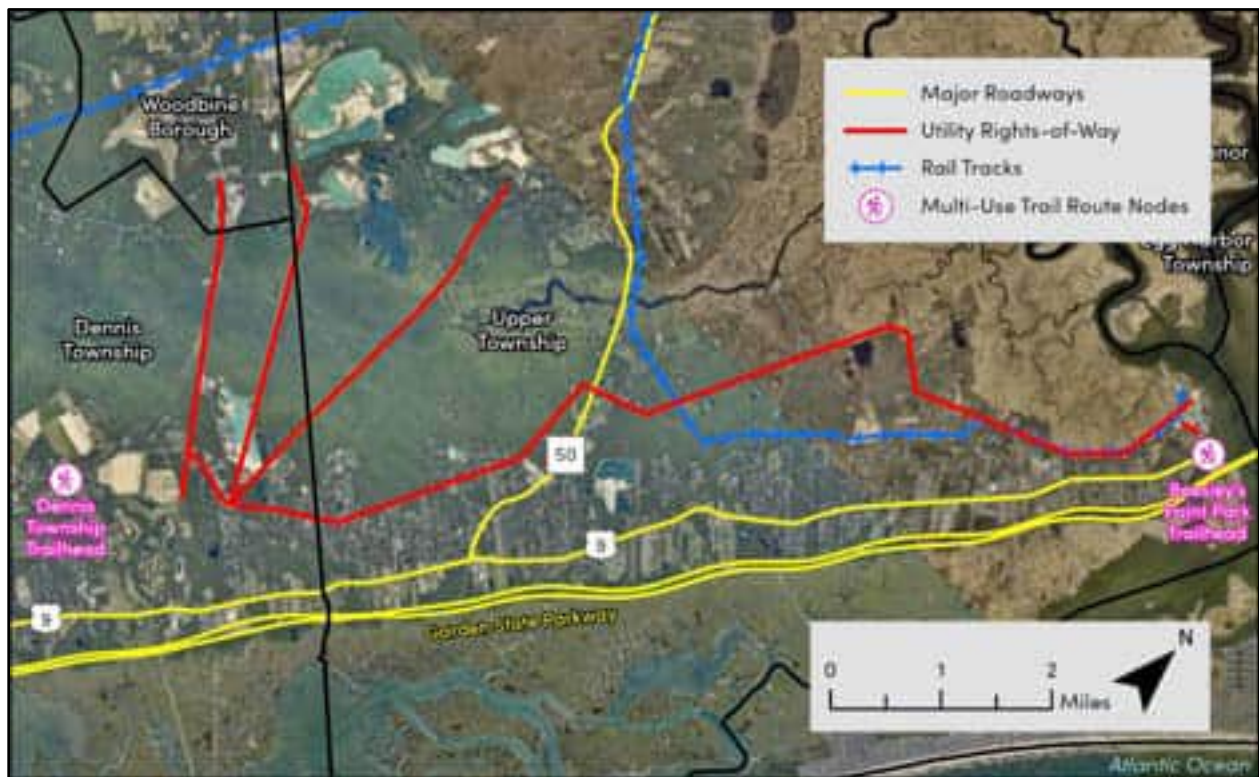 Woodbine
Borough
Major Roadways
Utility Rights-of-Way
Rail Tracks
Multi-Use Trail Route Nodes
Township
Dennis
Township
Upper
Township
50
Dennis
Township
Trailhead
Point Park
Trailhead
9
9
Garden State Parkway
0 1 2
Miles
N
Atlantic Ocean